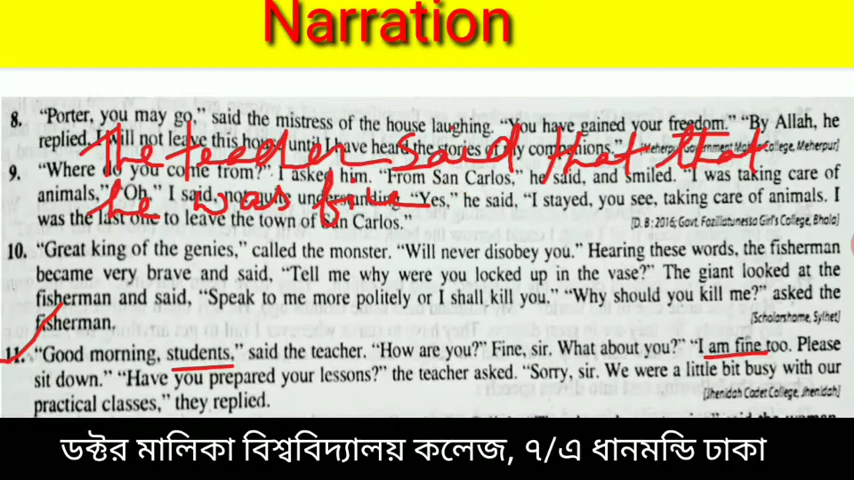 Narration
8. “Porter, you may go,” said the mistress of the house laughing. “You have gained your freedom.” “By Allah, he
replied. I will not leave this house until I have heard the stories of my companions.” [Meherpur Government Mohila College, Meherpur]
The teacher said that that
9. “Where do you come from?” I asked him. “From San Carlos,” he said, and smiled. “I was taking care of
animals,” “Oh,” I said, not quite understanding. “Yes,” he said, “I stayed, you see, taking care of animals. I
he was fine
was the last one to leave the town of San Carlos.” [D. B: 2016; Govt. Fazilatunessa Girl's College, Bhola]
10. “Great king of the genies,” called the monster. “Will never disobey you.” Hearing these words, the fisherman
became very brave and said, “Tell me why were you locked up in the vase?” The giant looked at the
fisherman and said, “Speak to me more politely or I shall kill you.” “Why should you kill me?” asked the
fisherman. [Scholarshome, Sylhet]
11. “Good morning, students,” said the teacher. “How are you?” Fine, sir. What about you?” “I am fine too. Please
sit down.” “Have you prepared your lessons?” the teacher asked. “Sorry, sir. We were a little bit busy with our
practical classes,” they replied. [Jhenidah Cadet College, Jhenidah]
ডক্টর মালিকা বিশ্ববিদ্যালয় কলেজ, ৭/এ ধানমন্ডি ঢাকা